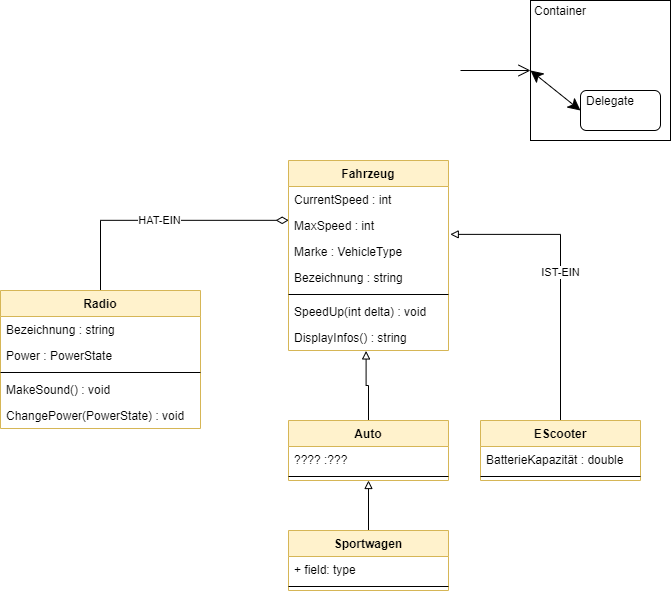 Container
Delegate
Fahrzeug
CurrentSpeed : int
MaxSpeed : int
Marke : VehicleType
Bezeichnung : string
SpeedUp(int delta) : void
DisplayInfos() : string
HAT-EIN
IST-EIN
Radio
Bezeichnung : string
Power : PowerState
MakeSound() : void
ChangePower(PowerState) : void
Auto
???? :???
EScooter
BatterieKapazität : double
Sportwagen
+ field: type